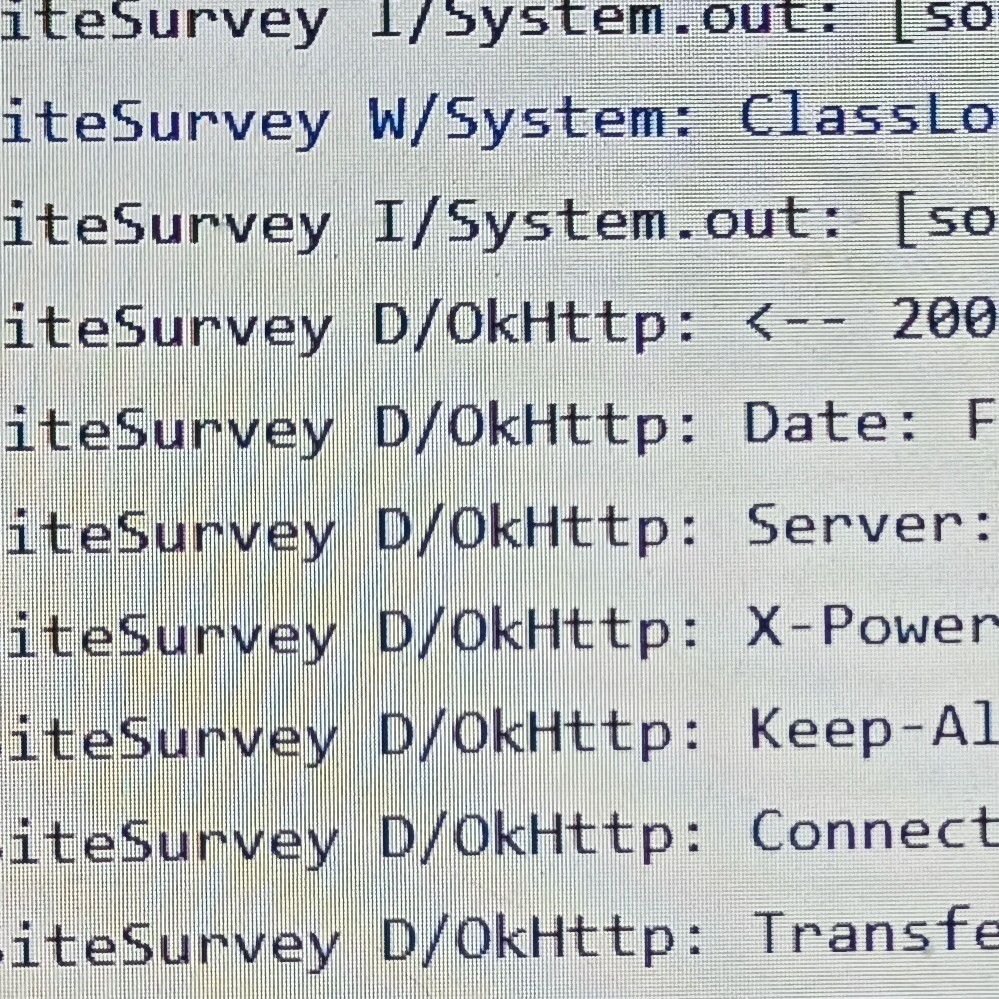 iteSurvey I/System.out: [so
iteSurvey W/System: ClassLo
iteSurvey I/System.out: [so
iteSurvey D/OkHttp: <-- 200
iteSurvey D/OkHttp: Date: F
iteSurvey D/OkHttp: Server:
iteSurvey D/OkHttp: X-Power
iteSurvey D/OkHttp: Keep-Al
iteSurvey D/OkHttp: Connect
iteSurvey D/OkHttp: Transfe